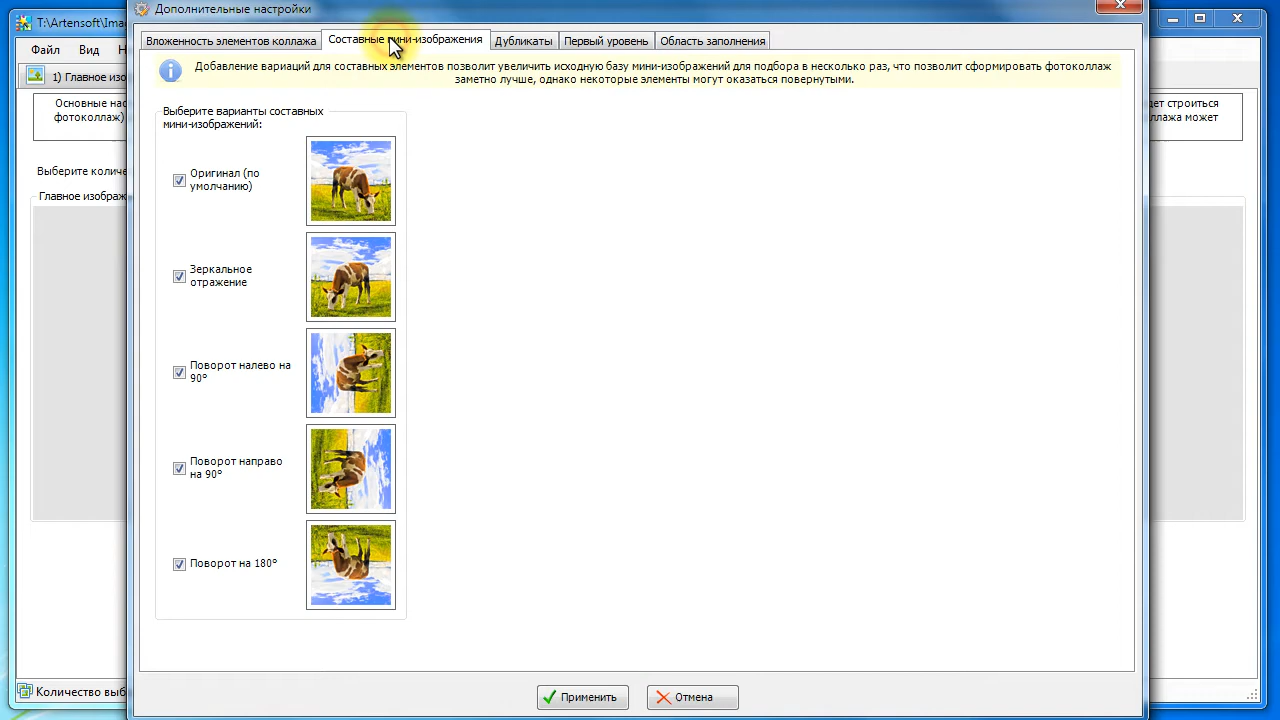 T:\Artensoft\Ima
Дополнительные настройки
Файл
Вид
Н
Вложенность элементов коллажа
Составные мини-изображения
Дубликаты
Первый уровень
Область заполнения
1) Главное изо
Добавление вариаций для составных элементов позволит увеличить исходную базу мини-изображений для подбора в несколько раз, что позволит сформировать фотоколлаж
заметно лучше, однако некоторые элементы могут оказаться повернутыми.
Основные нас
фотоколлаж)
дет строиться
ллажа может
Выберите количе
Главное изображ
Выберите варианты составных
мини-изображений:
Оригинал (по
умолчанию)
Зеркальное
отражение
Поворот налево на
90°
Поворот направо
на 90°
Поворот на 180°
Количество выб
Применить
Отмена